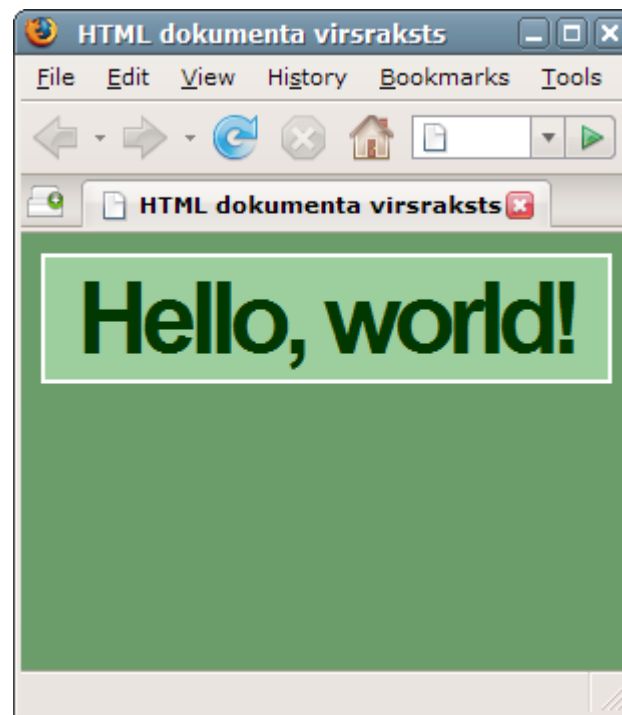 HTML dokumenta virsraksts
File Edit View History Bookmarks Tools
HTML dokumenta virsraksts
Hello, world!